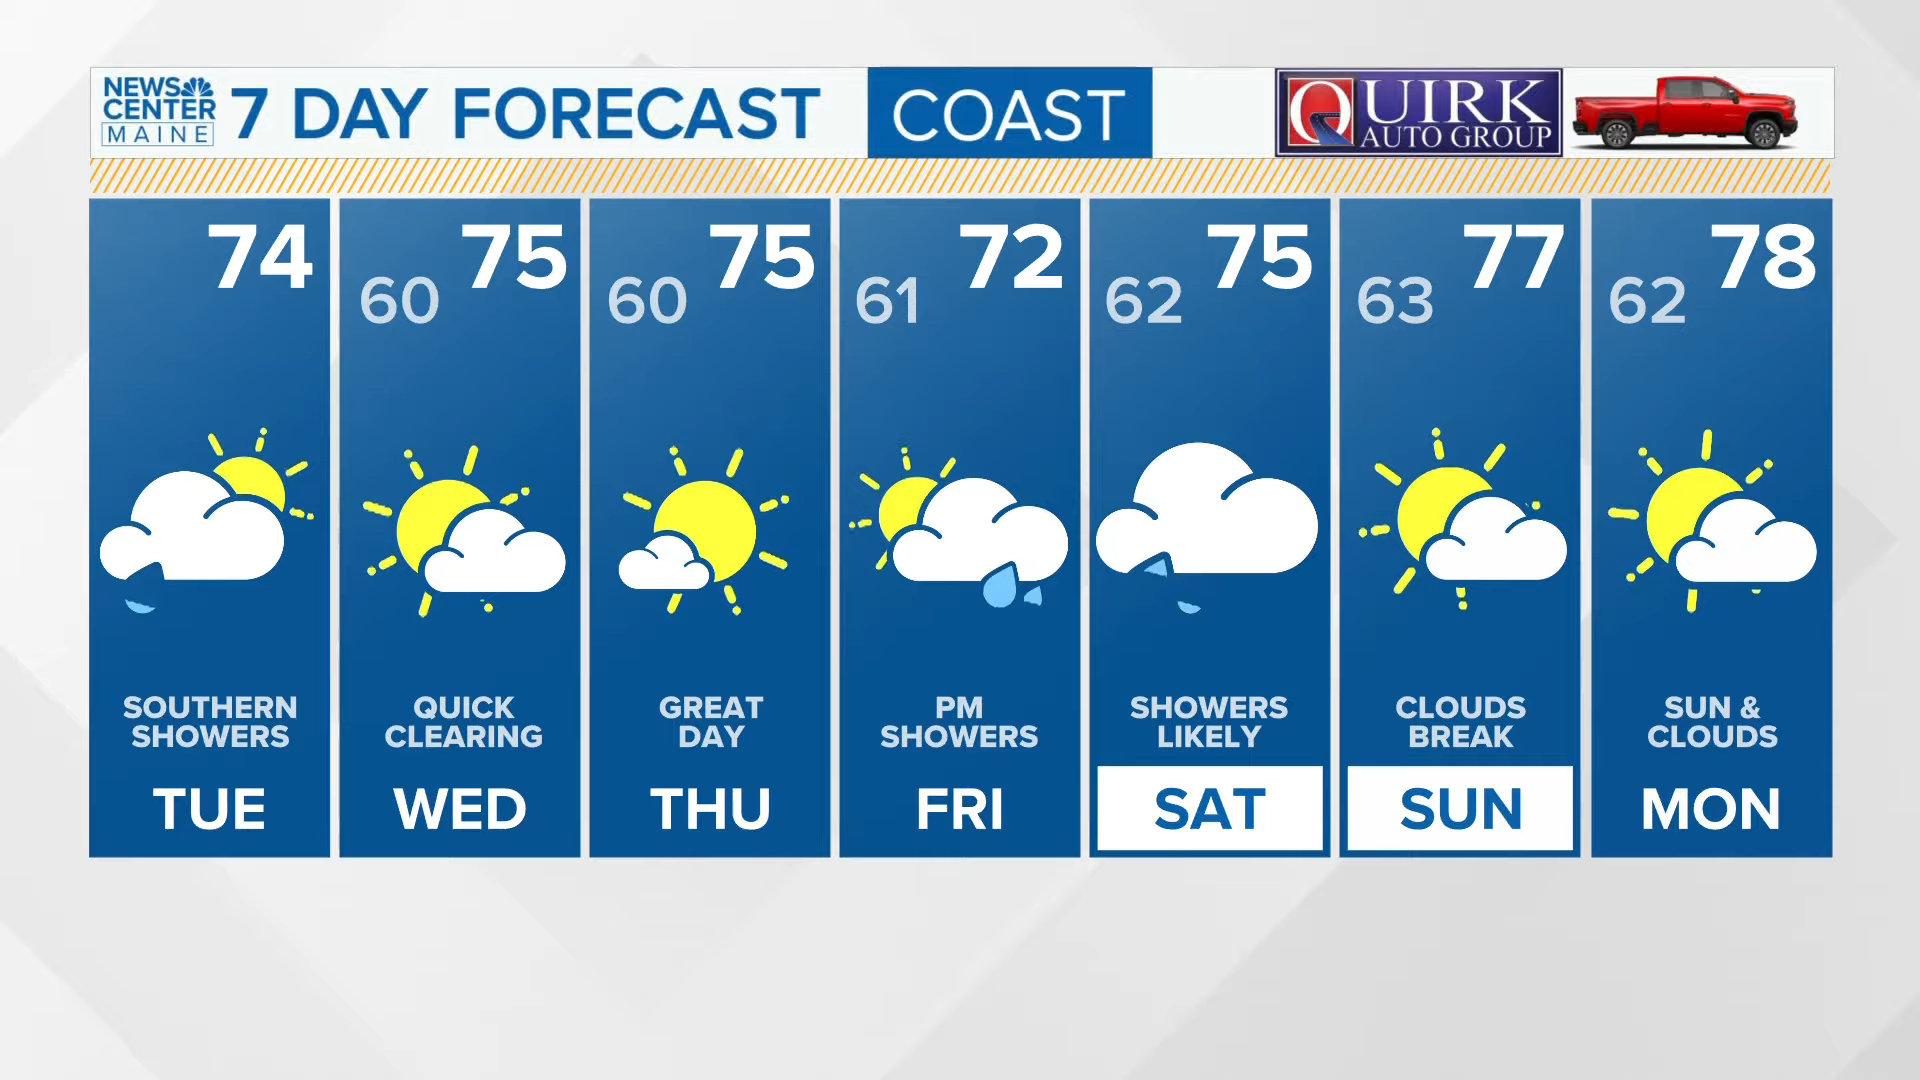 NEWS
CENTER
MAINE
7 DAY FORECAST
COAST
QUIRK
AUTO GROUP
74
SOUTHERN
SHOWERS
TUE
60 75
QUICK
CLEARING
WED
60 75
GREAT
DAY
THU
61 72
PM
SHOWERS
FRI
62 75
SHOWERS
LIKELY
SAT
63 77
CLOUDS
BREAK
SUN
62 78
SUN &
CLOUDS
MON